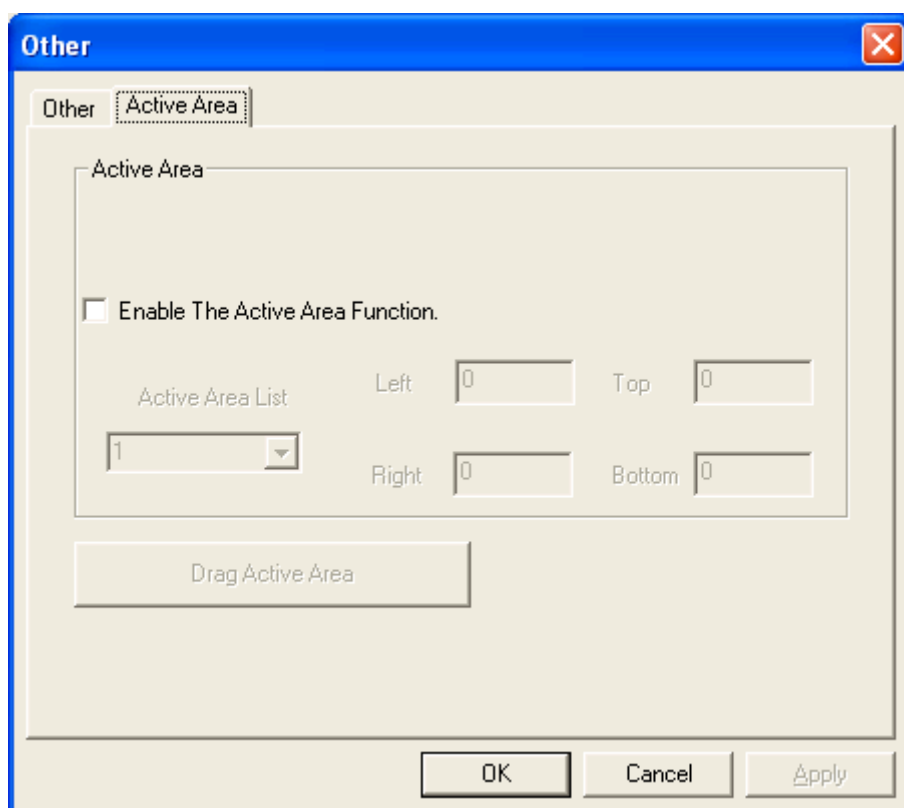 Other
Other Active Area
Active Area
Enable The Active Area Function.
Active Area List
Left 0 Top 0
1
Right 0 Bottom 0
Drag Active Area
OK Cancel Apply